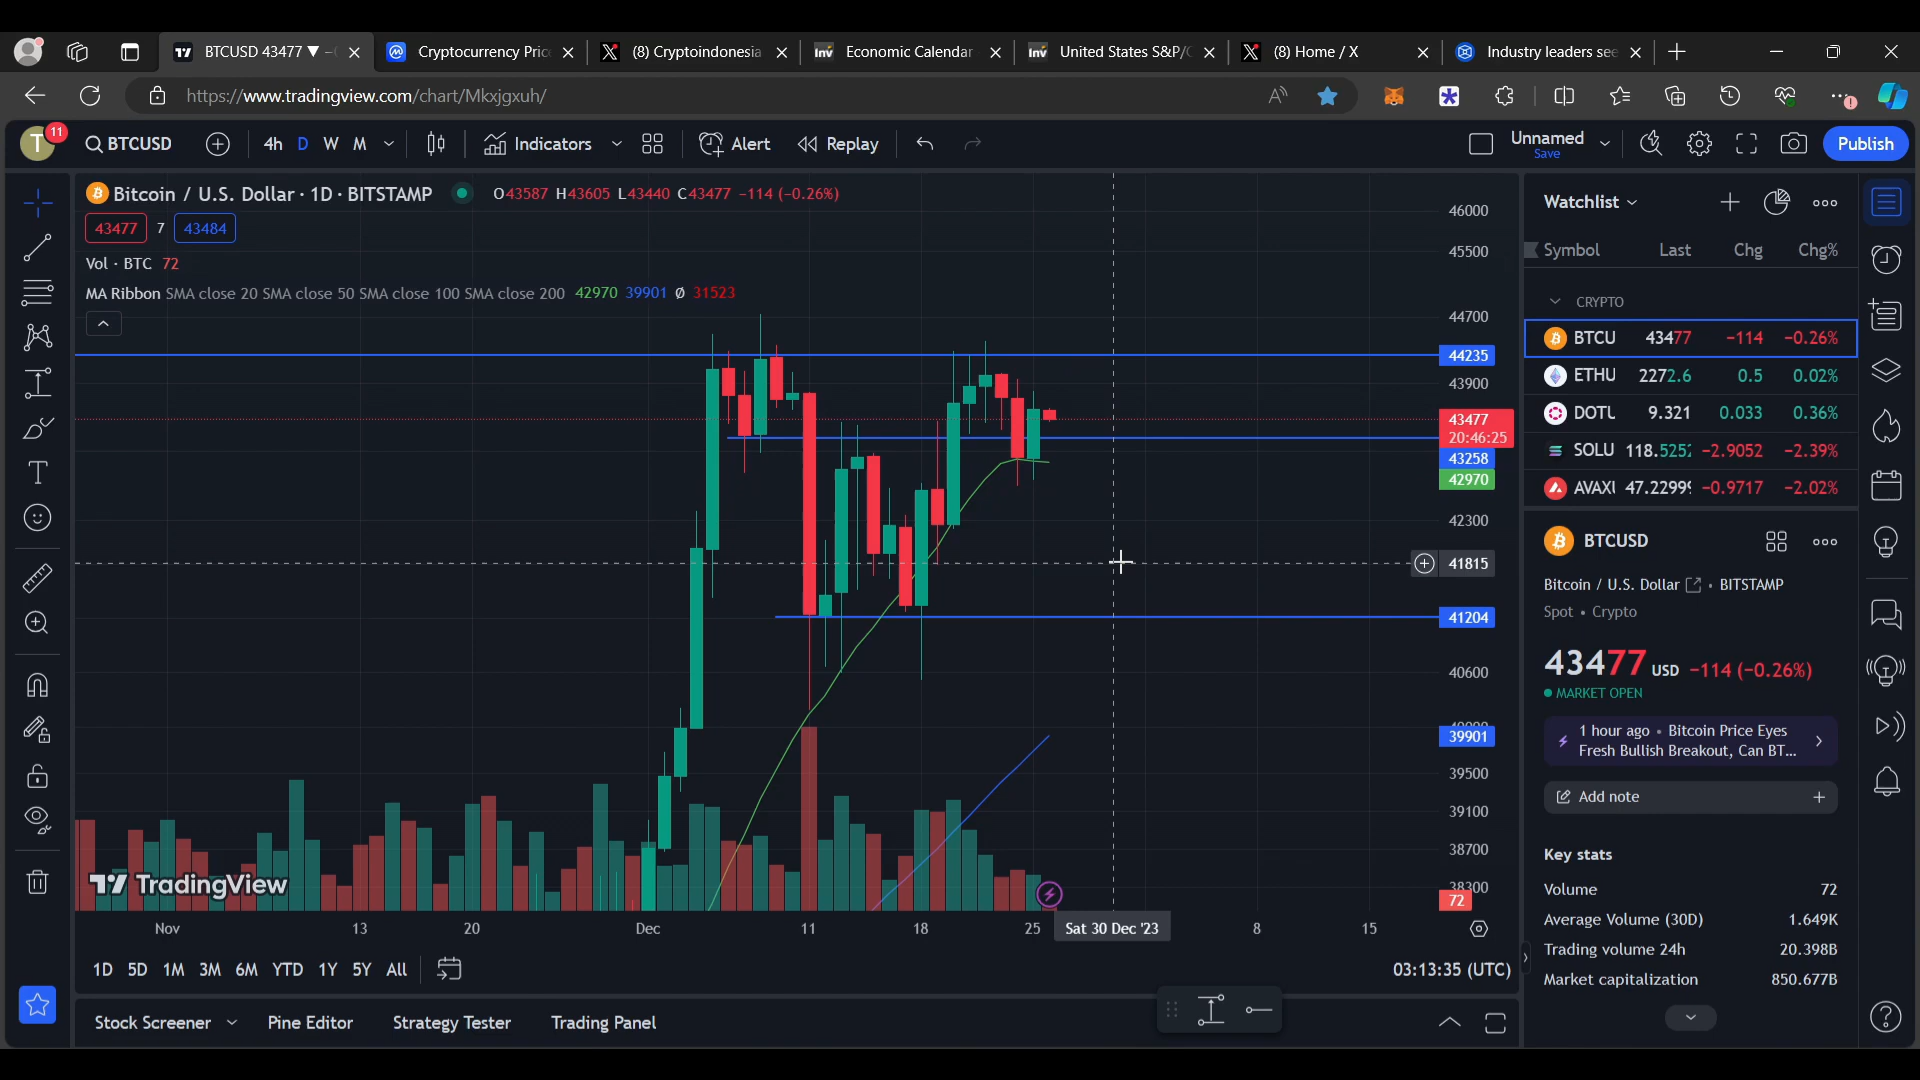 BTCUSD 43477 ▼
Cryptocurrency Pric
(8) Cryptoindonesia
Economic Calendar
United States S&P/
(8) Home / X
Industry leaders see
https://www.tradingview.com/chart/Mkxjgxuh/
T
11
BTCUSD
4h D W M
Indicators
Alert
Replay
Unnamed
Save
Publish
Bitcoin / U.S. Dollar · 1D · BITSTAMP
O43587 H43605 L43440 C43477 −114 (−0.26%)
43477 7 43484
Vol · BTC 72
MA Ribbon SMA close 20 SMA close 50 SMA close 100 SMA close 200 42970 39901 Ø 31523
46000
45500
44700
44235
43900
43477
20:46:25
43258
42970
42300
41815
41204
40600
39901
39500
39100
38700
38300
72
TradingView
Nov 13 20 Dec 11 18 25 Sat 30 Dec '23 8 15
1D 5D 1M 3M 6M YTD 1Y 5Y All
03:13:35 (UTC)
Stock Screener
Pine Editor
Strategy Tester
Trading Panel
Watchlist
Symbol Last Chg Chg%
CRYPTO
BTCU 43477 −114 −0.26%
ETHU 2272.6 0.5 0.02%
DOTU 9.321 0.033 0.36%
SOLU 118.5252 −2.9052 −2.39%
AVAXU 47.2299 −0.9717 −2.02%
BTCUSD
Bitcoin / U.S. Dollar • BITSTAMP
Spot • Crypto
43477 USD −114 (−0.26%)
MARKET OPEN
1 hour ago • Bitcoin Price Eyes
Fresh Bullish Breakout, Can BT...
Add note
Key stats
Volume 72
Average Volume (30D) 1.649K
Trading volume 24h 20.398B
Market capitalization 850.677B